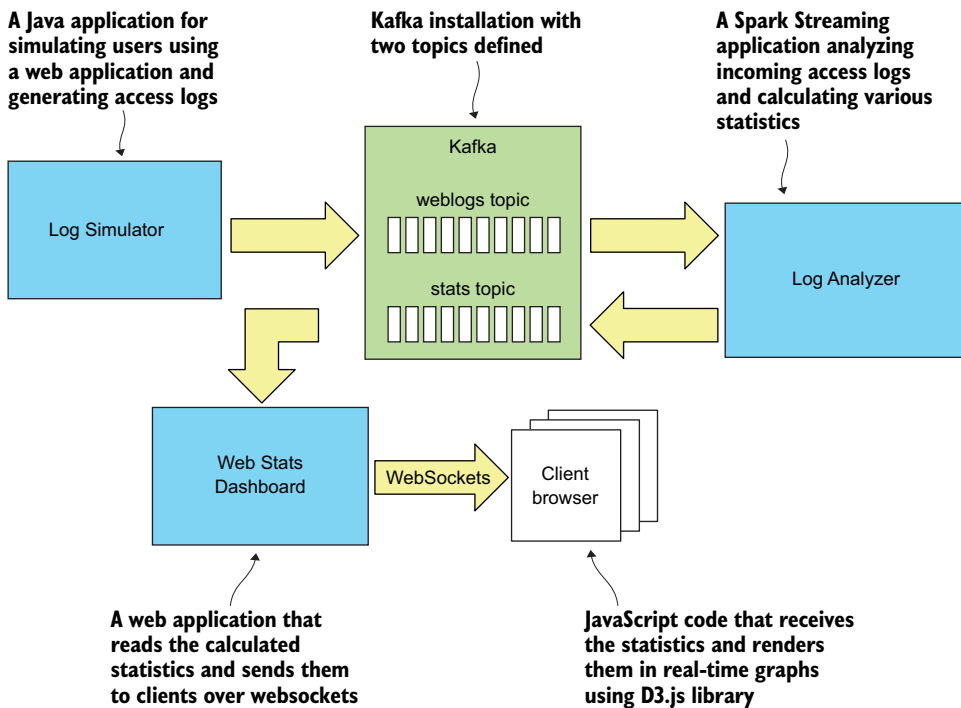 A Java application for
simulating users using
a web application and
generating access logs
Kafka installation with
two topics defined
A Spark Streaming
application analyzing
incoming access logs
and calculating various
statistics
Log Simulator
Kafka
weblogs topic
stats topic
Log Analyzer
Web Stats
Dashboard
WebSockets
Client
browser
A web application that
reads the calculated
statistics and sends them
to clients over websockets
JavaScript code that receives
the statistics and renders
them in real-time graphs
using D3.js library